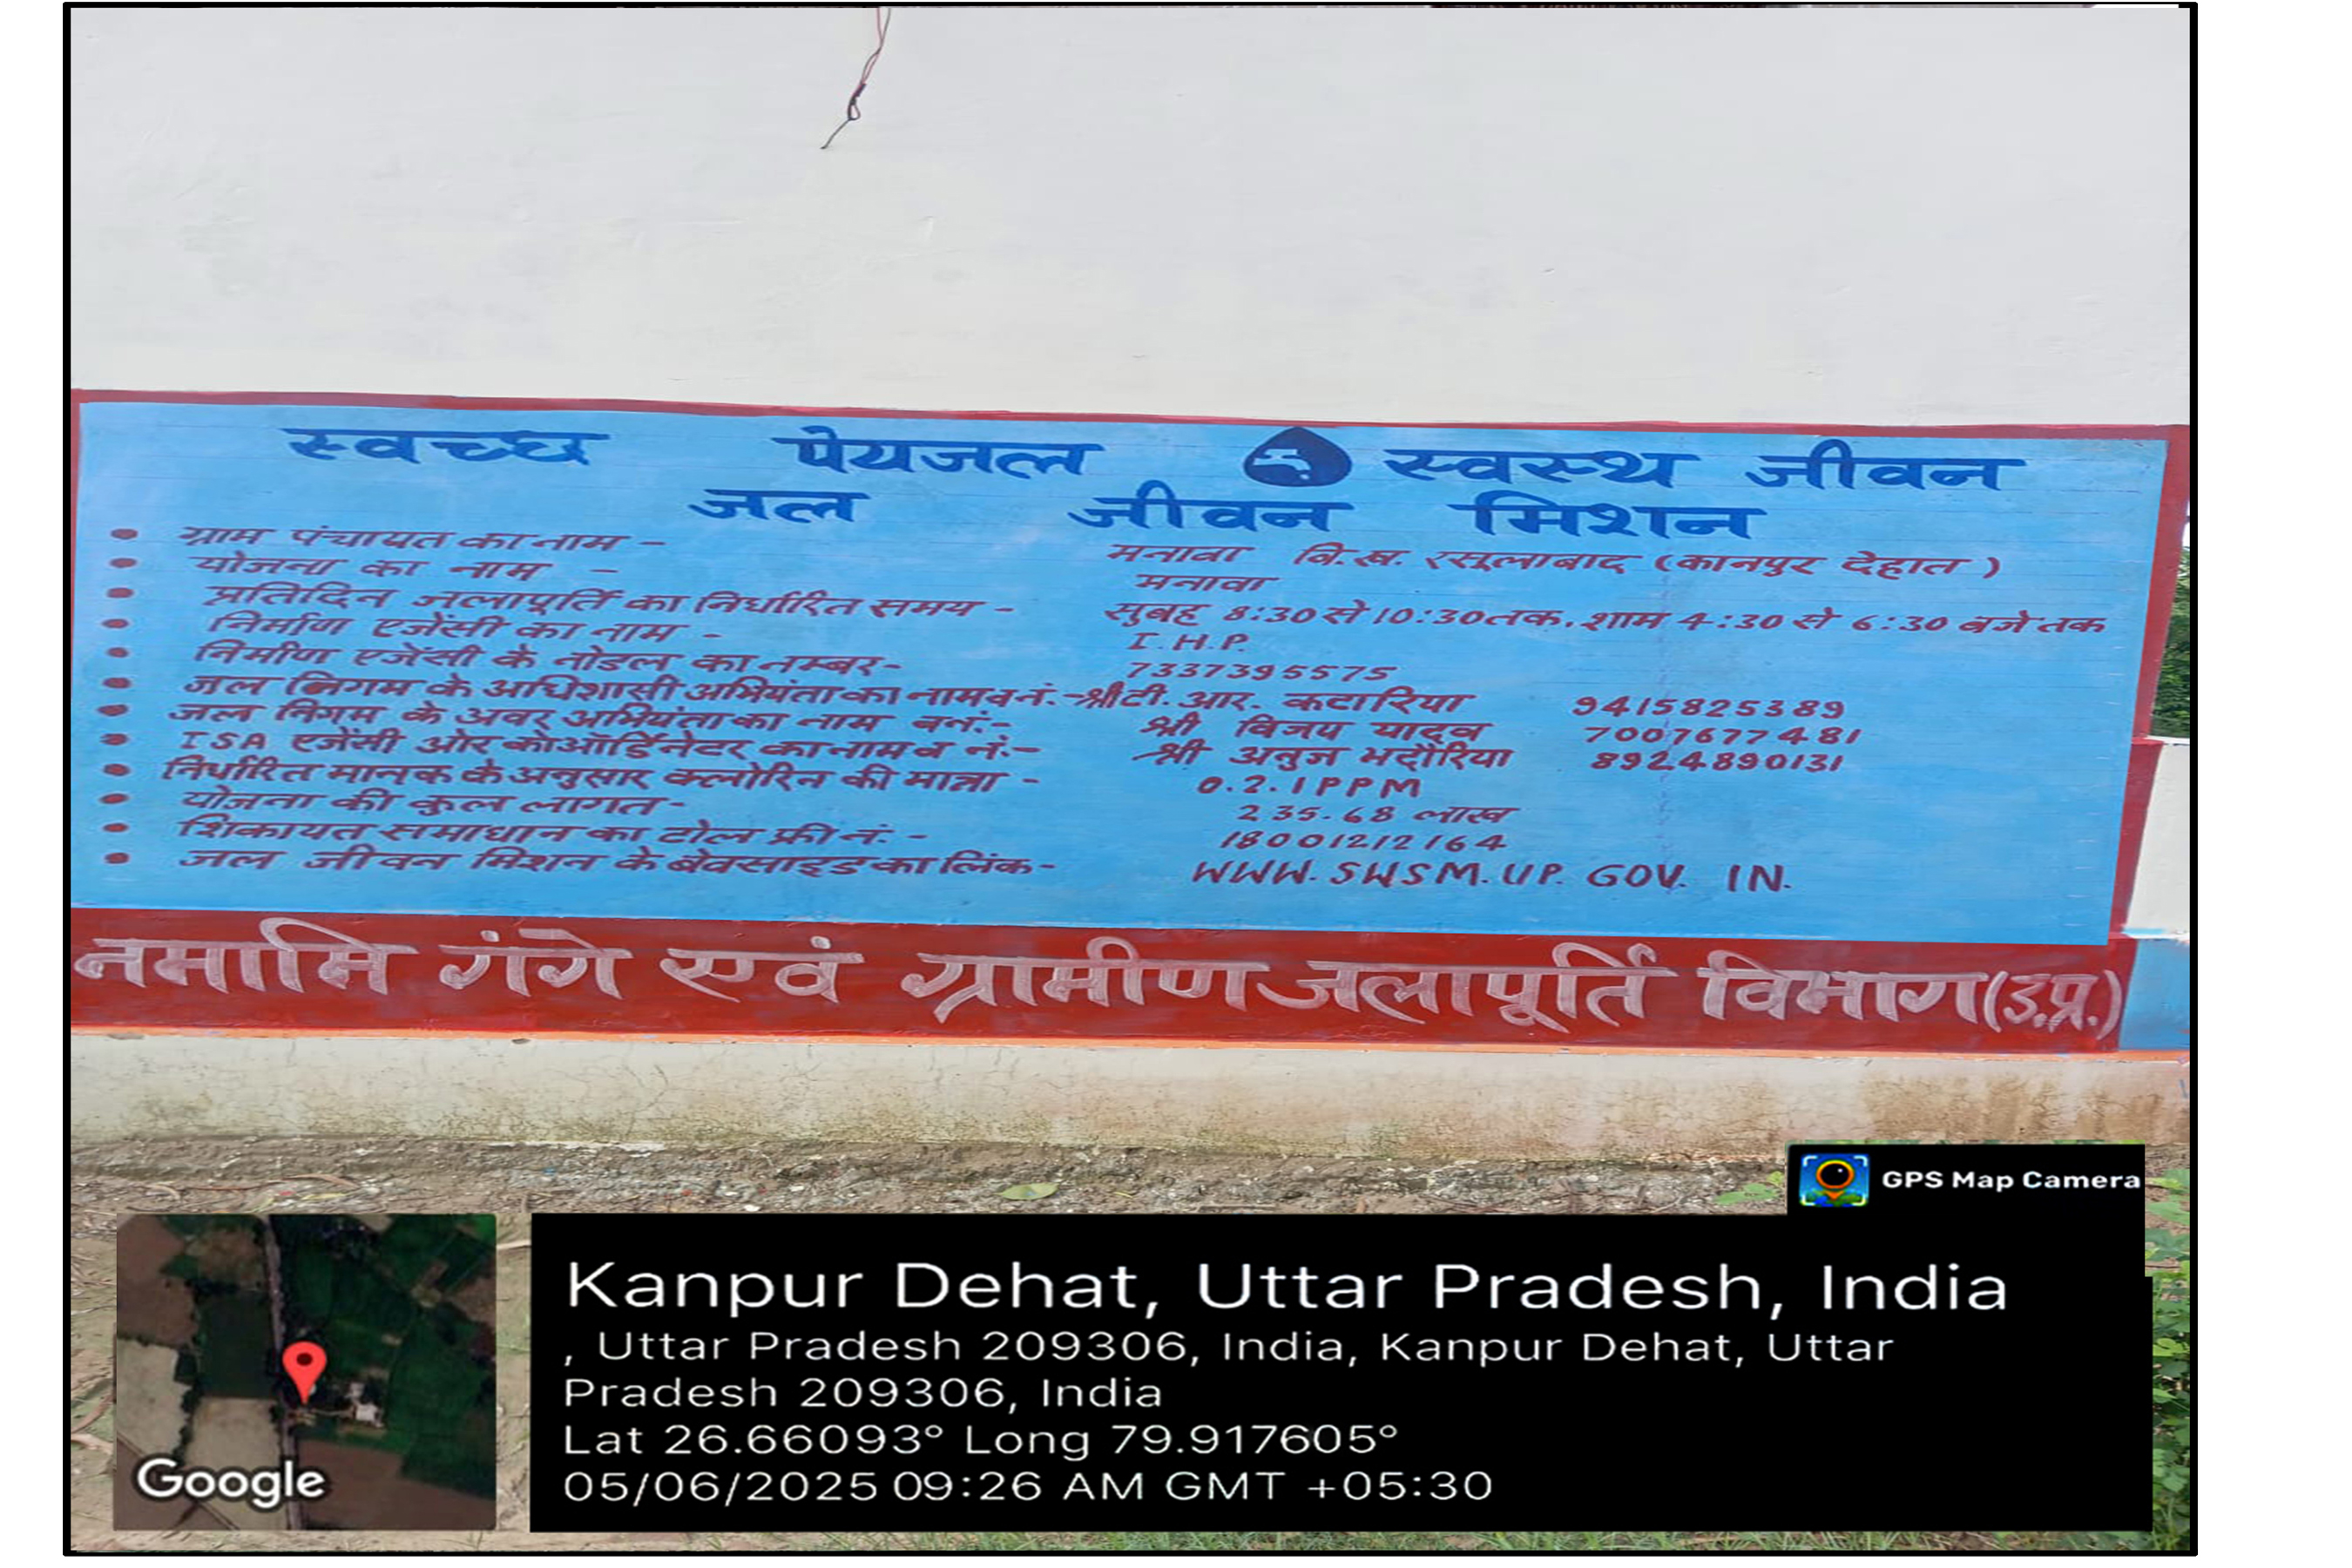 स्वच्छ पेयजल स्वस्थ जीवन
जल जीवन मिशन
• ग्राम पंचायत का नाम – मनावा वि.ख. रसूलाबाद (कानपुर देहात)
• योजना का नाम – मनावा
• प्रतिदिन जलापूर्ति का निर्धारित समय – सुबह 8:30 से 10:30 तक, शाम 4:30 से 6:30 बजे तक
• निर्माण एजेंसी का नाम - I.H.P.
• निर्माण एजेंसी के नोडल का नम्बर- 7337395575
• जल निगम के अधिशासी अभियंता का नाम व नं.- श्री टी. आर. कटारिया 9415825389
• जल निगम के अवर अभियंता का नाम व नं:- श्री विजय यादव 7007677481
• ISA एजेंसी ओर कोऑर्डिनेटर का नाम व नं:- श्री अनुज भदौरिया 8924890131
• निर्धारित मानक के अनुसार क्लोरिन की मात्रा - 0.2.1PPM
• योजना की कुल लागत- 235.68 लाख
• शिकायत समाधान का टोल फ्री नं:- 18001212164
• जल जीवन मिशन के बेवसाइड का लिंक- WWW.SWSM.UP.GOV.IN.
नमामि गंगे एवं ग्रामीण जलापूर्ति विभाग (उ.प्र.)
GPS Map Camera
Kanpur Dehat, Uttar Pradesh, India
, Uttar Pradesh 209306, India, Kanpur Dehat, Uttar
Pradesh 209306, India
Lat 26.66093° Long 79.917605°
05/06/2025 09:26 AM GMT +05:30
Google